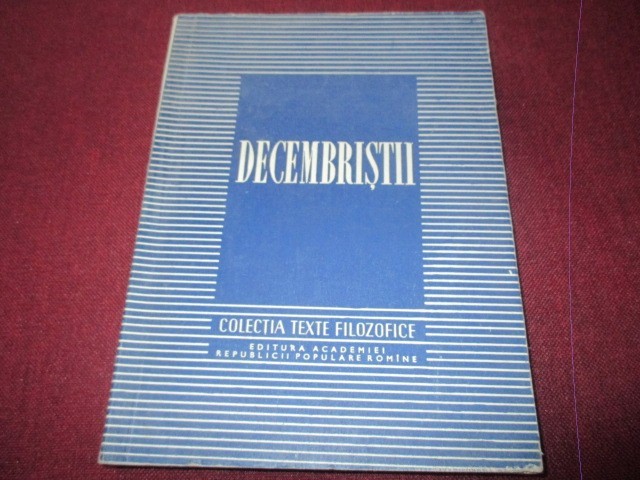 DECEMBRIȘTII
COLECȚIA TEXTE FILOZOFICE
EDITURA ACADEMIEI
REPUBLICII POPULARE ROMÎNE